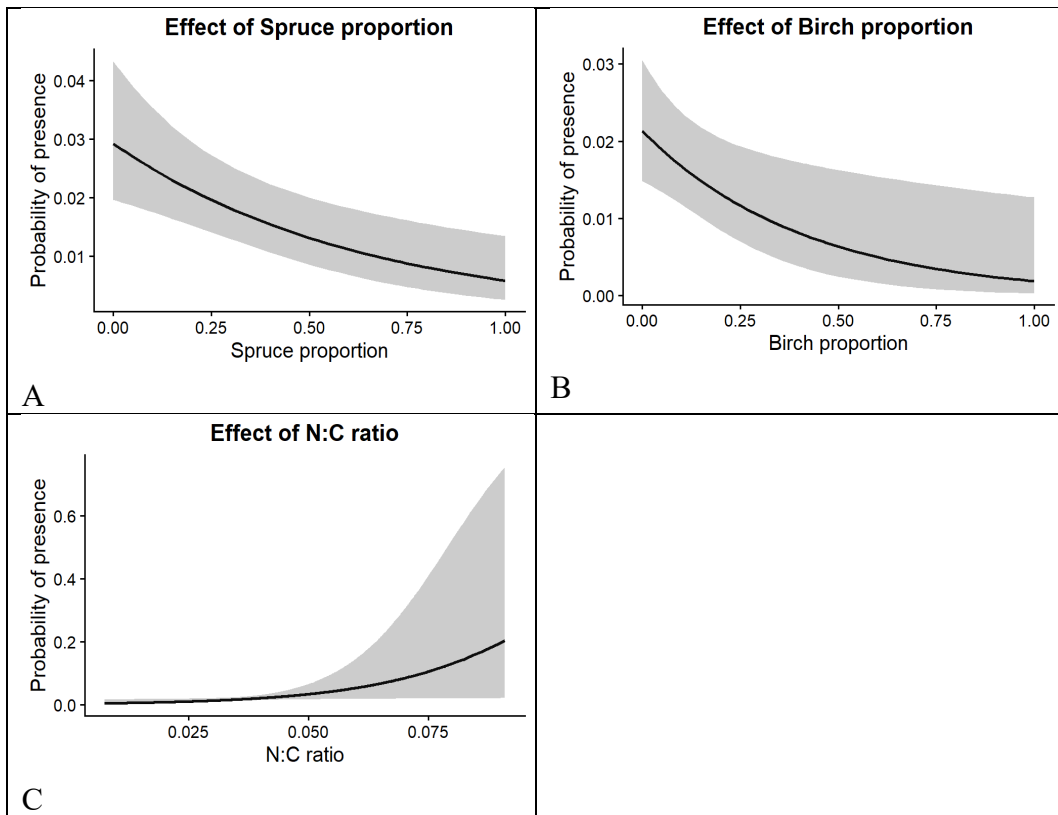 Effect of Spruce proportion
Probability of presence
0.04
0.03
0.02
0.01
0.00 0.25 0.50 0.75 1.00
Spruce proportion
A
Effect of Birch proportion
Probability of presence
0.03
0.02
0.01
0.00
0.00 0.25 0.50 0.75 1.00
Birch proportion
B
Effect of N:C ratio
Probability of presence
0.6
0.4
0.2
0.0
0.025 0.050 0.075
N:C ratio
C